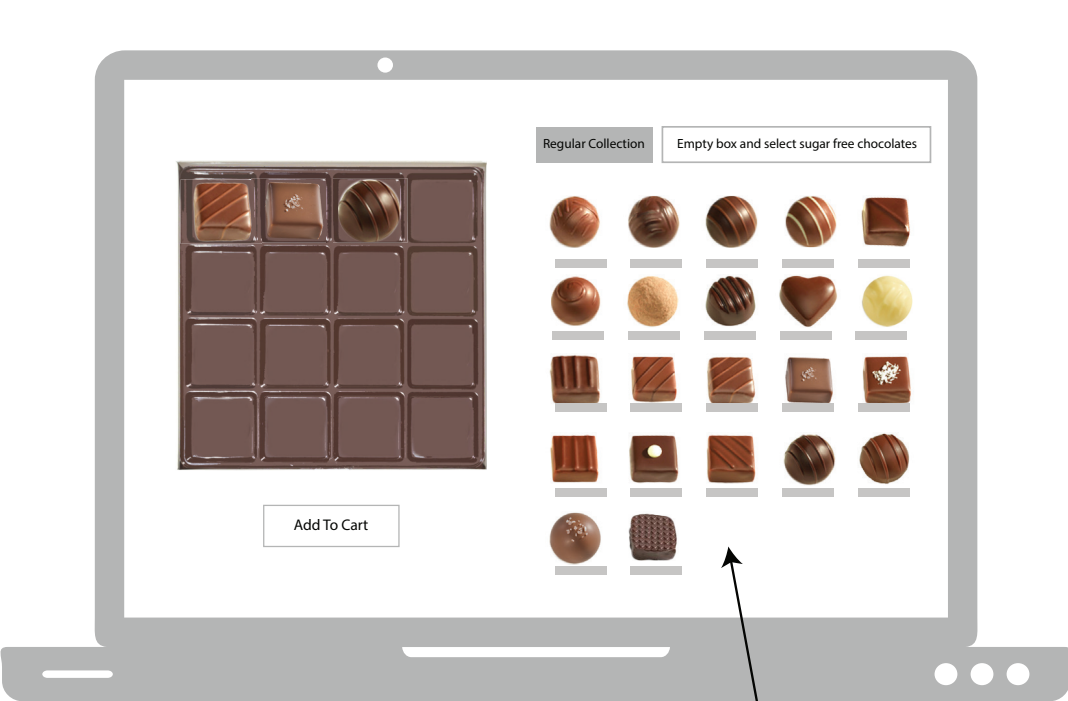 Regular Collection
Empty box and select sugar free chocolates
Add To Cart